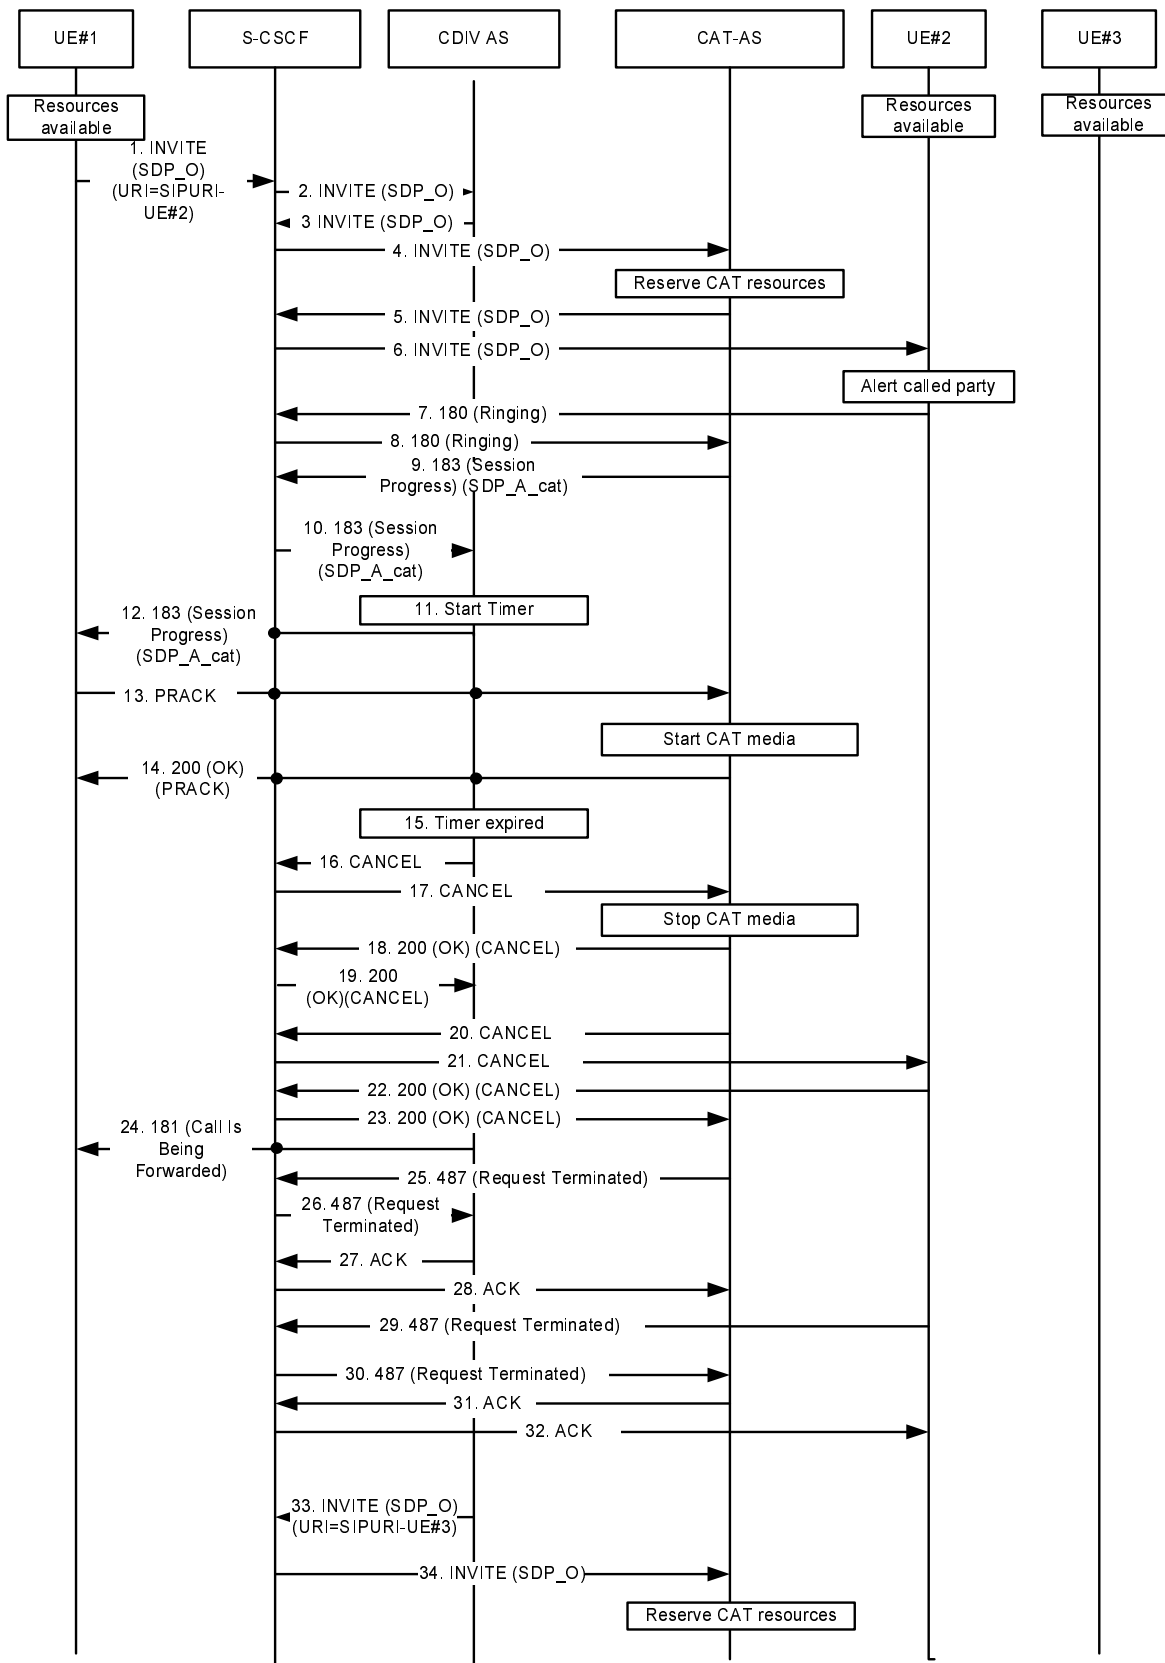 UE#1
S-CSCF
CDIV AS
CAT-AS
UE#2
UE#3
Resources
available
Resources
available
Resources
available
1. INVITE
(SDP_O)
(URI=SIPURI-
UE#2)
2. INVITE (SDP_O)
3 INVITE (SDP_O)
4. INVITE (SDP_O)
Reserve CAT resources
5. INVITE (SDP_O)
6. INVITE (SDP_O)
Alert called party
7. 180 (Ringing)
8. 180 (Ringing)
9. 183 (Session
Progress) (SDP_A_cat)
10. 183 (Session
Progress)
(SDP_A_cat)
11. Start Timer
12. 183 (Session
Progress)
(SDP_A_cat)
13. PRACK
Start CAT media
14. 200 (OK)
(PRACK)
15. Timer expired
16. CANCEL
17. CANCEL
Stop CAT media
18. 200 (OK) (CANCEL)
19. 200
(OK)(CANCEL)
20. CANCEL
21. CANCEL
22. 200 (OK) (CANCEL)
23. 200 (OK) (CANCEL)
24. 181 (Call Is
Being
Forwarded)
25. 487 (Request Terminated)
26. 487 (Request
Terminated)
27. ACK
28. ACK
29. 487 (Request Terminated)
30. 487 (Request Terminated)
31. ACK
32. ACK
33. INVITE (SDP_O)
(URI=SIPURI-UE#3)
34. INVITE (SDP_O)
Reserve CAT resources